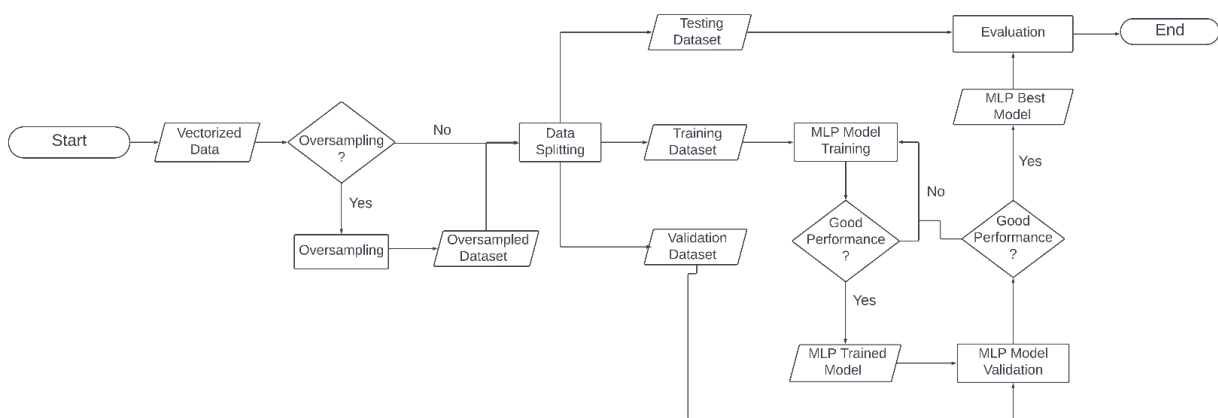 Start
Vectorized
Data
Oversampling
?
No
Yes
Oversampling
Oversampled
Dataset
Data
Splitting
Testing
Dataset
Training
Dataset
Validation
Dataset
MLP Model
Training
Good
Performance
?
Yes
MLP Trained
Model
MLP Model
Validation
Good
Performance
?
No
Yes
MLP Best
Model
Evaluation
End